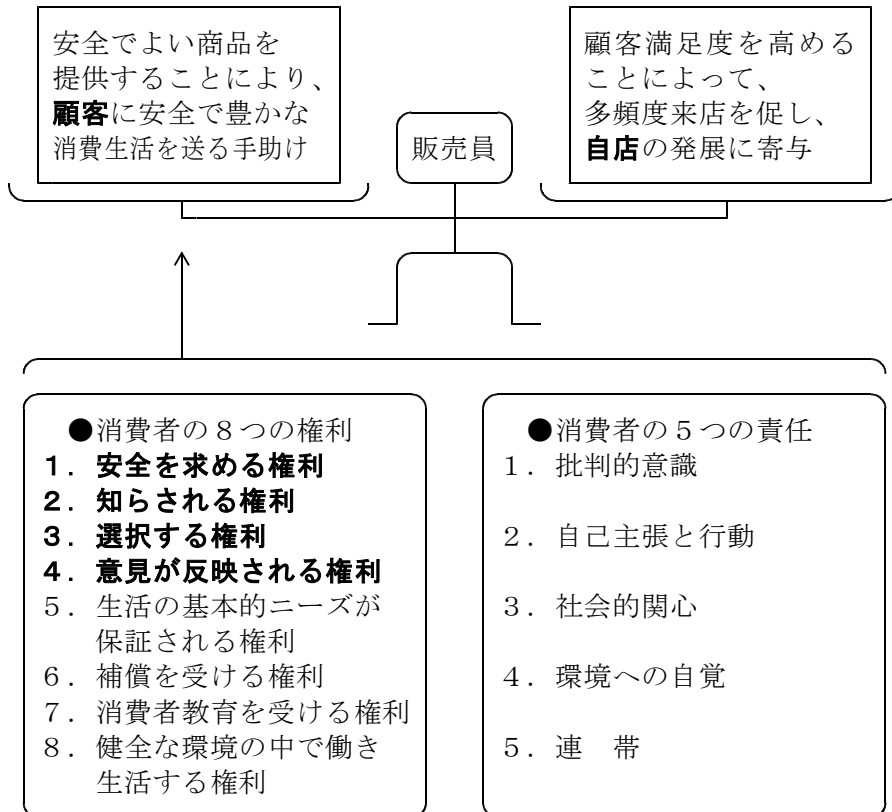 安全でよい商品を
提供することにより、
顧客に安全で豊かな
消費生活を送る手助け
販売員
顧客満足度を高める
ことによって、
多頻度来店を促し、
自店の発展に寄与
●消費者の8つの権利
1．安全を求める権利
2．知らされる権利
3．選択する権利
4．意見が反映される権利
5．生活の基本的ニーズが
保証される権利
6．補償を受ける権利
7．消費者教育を受ける権利
8．健全な環境の中で働き
生活する権利
●消費者の5つの責任
1．批判的意識
2．自己主張と行動
3．社会的関心
4．環境への自覚
5．連　帯